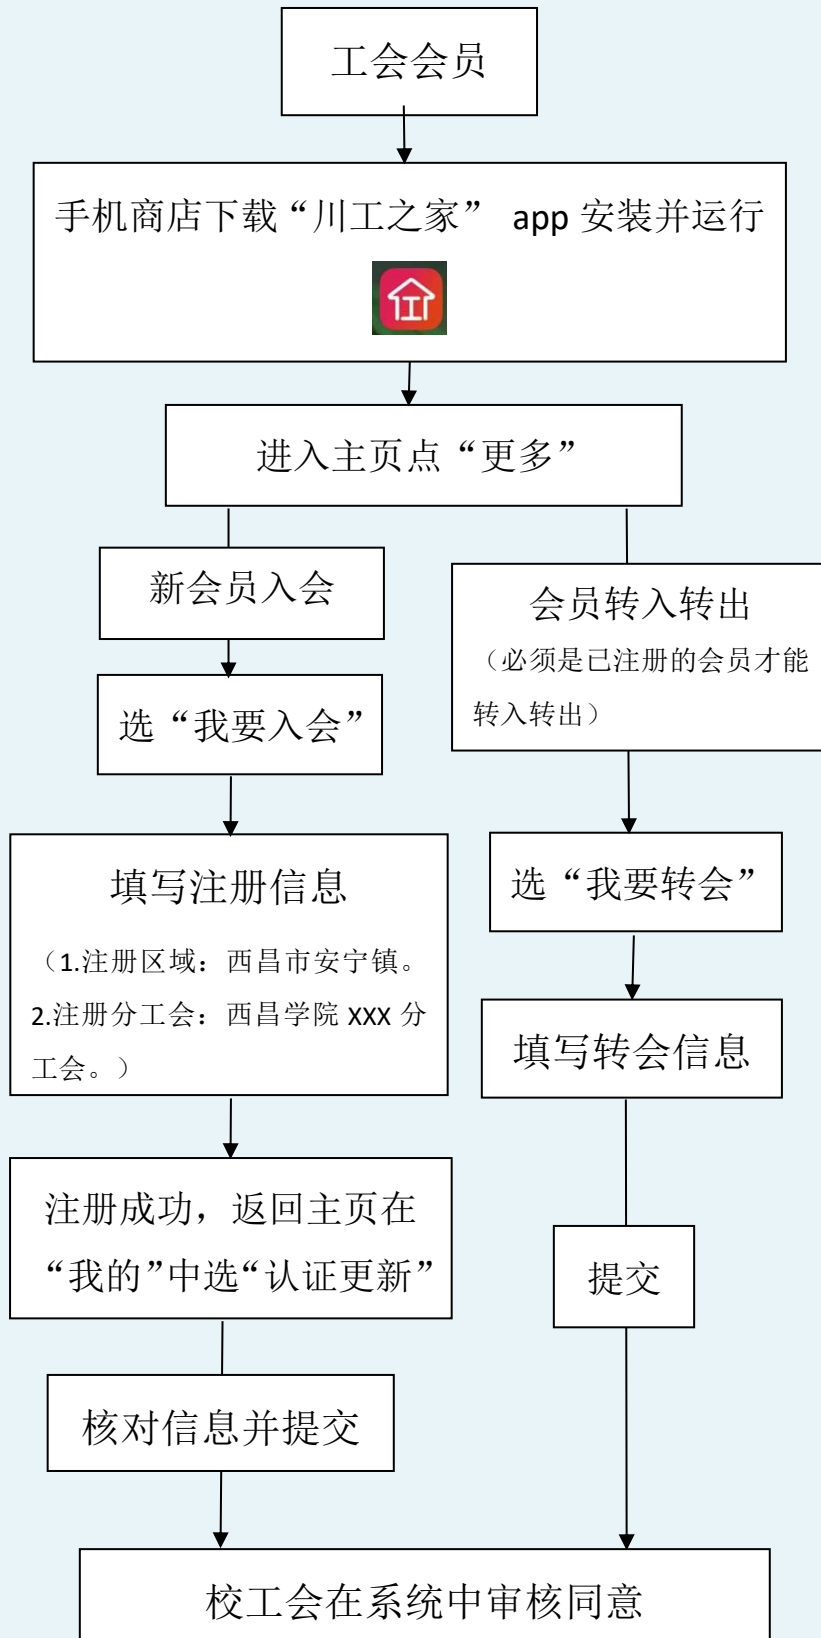 工会会员
手机商店下载“川工之家” app 安装并运行
进入主页点“更多”
新会员入会
选“我要入会”
填写注册信息
（1.注册区域：西昌市安宁镇。
2.注册分工会：西昌学院 XXX 分
工会。）
注册成功，返回主页在
“我的”中选“认证更新”
核对信息并提交
会员转入转出
（必须是已注册的会员才能
转入转出）
选“我要转会”
填写转会信息
提交
校工会在系统中审核同意